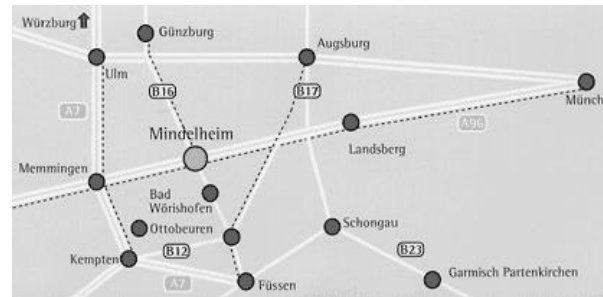 Würzburg
Günzburg
Augsburg
Ulm
B16
B17
Münch
A7
Mindelheim
A96
Landsberg
Memmingen
Bad
Wörishofen
Ottobeuren
Schongau
B12
B23
Kempten
A7
Füssen
Garmisch Partenkirchen